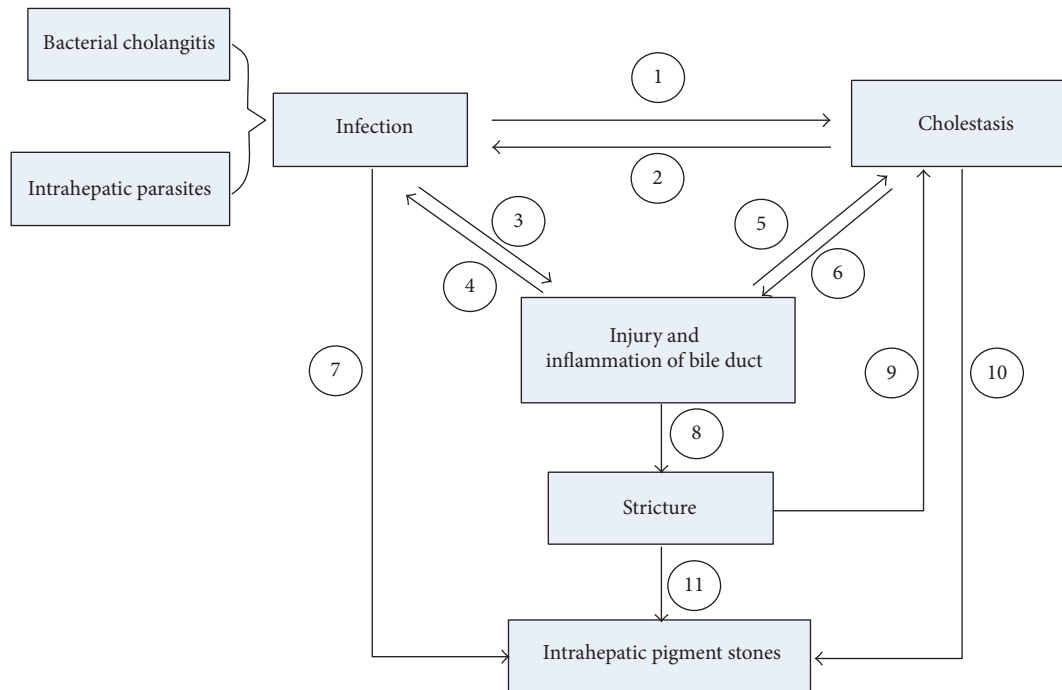 Bacterial cholangitis
Intrahepatic parasites
Infection
1
2
Cholestasis
3
4
5
6
Injury and
inflammation of bile duct
7
8
9
10
Stricture
11
Intrahepatic pigment stones